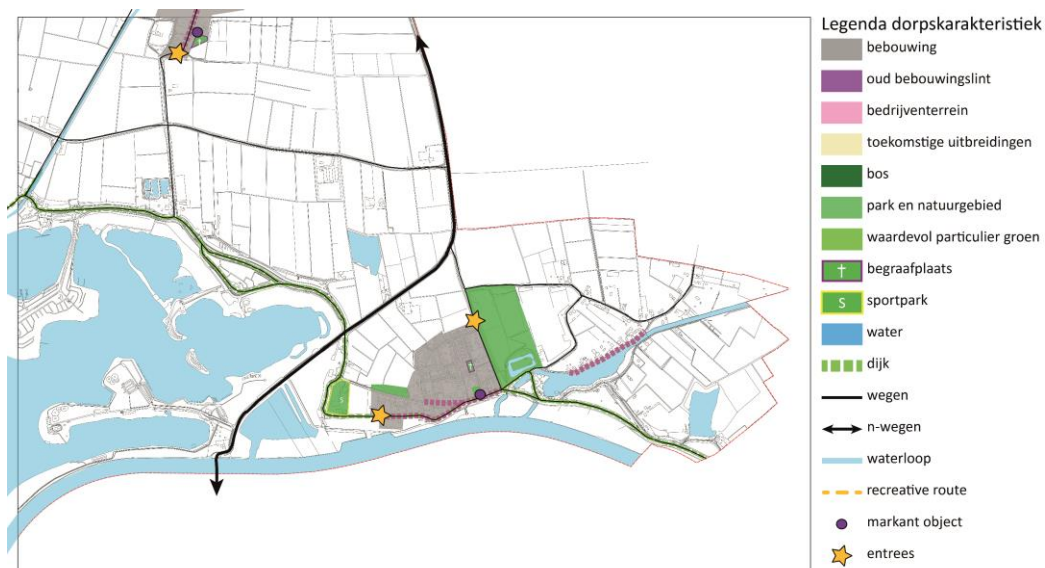 Legenda dorpskarakteristiek
bebouwing
oud bebouwingslint
bedrijventerrein
toekomstige uitbreidingen
bos
park en natuurgebied
waardevol particulier groen
begraafplaats
S sportpark
water
dijk
wegen
n-wegen
waterloop
recreative route
markant object
entrees
S